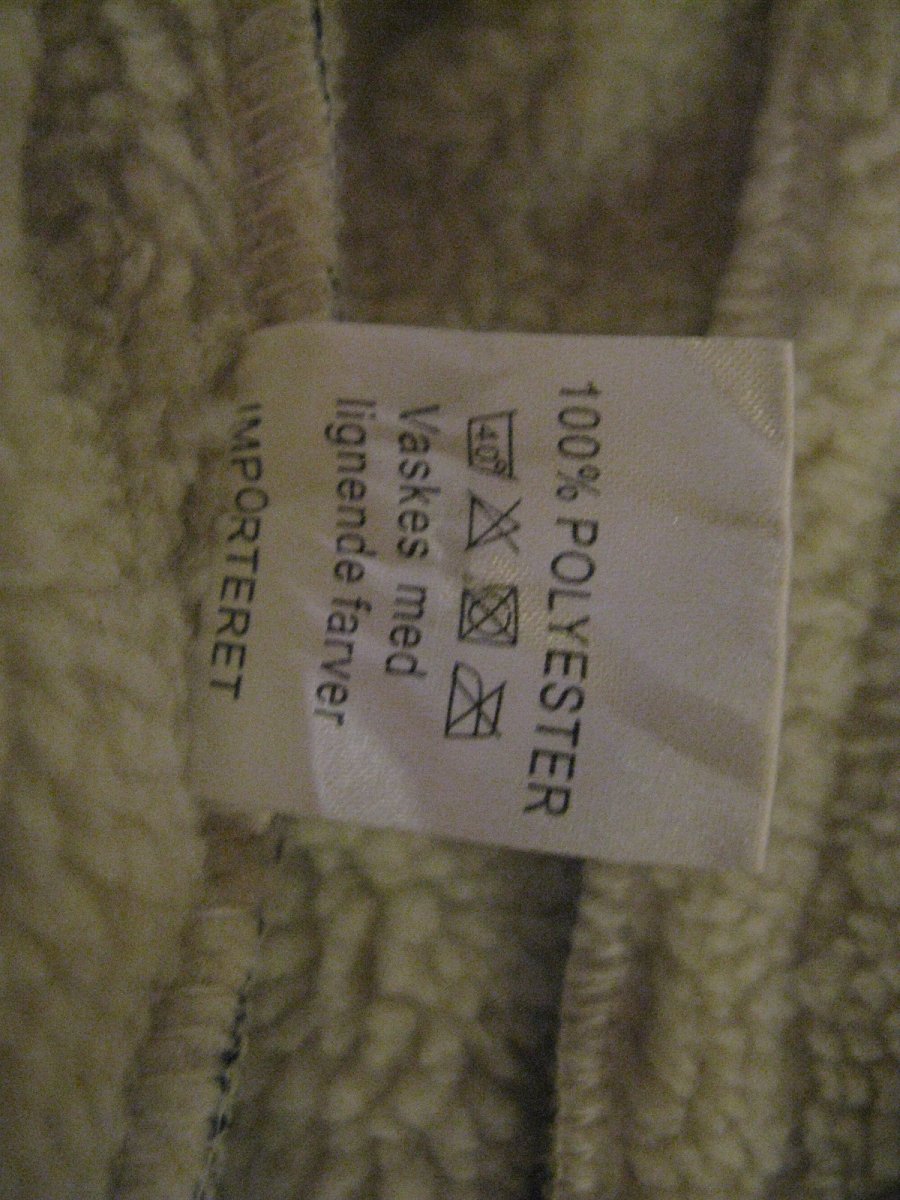 100% POLYESTER
40°
Vaskes med
lignende farver
IMPORTERET